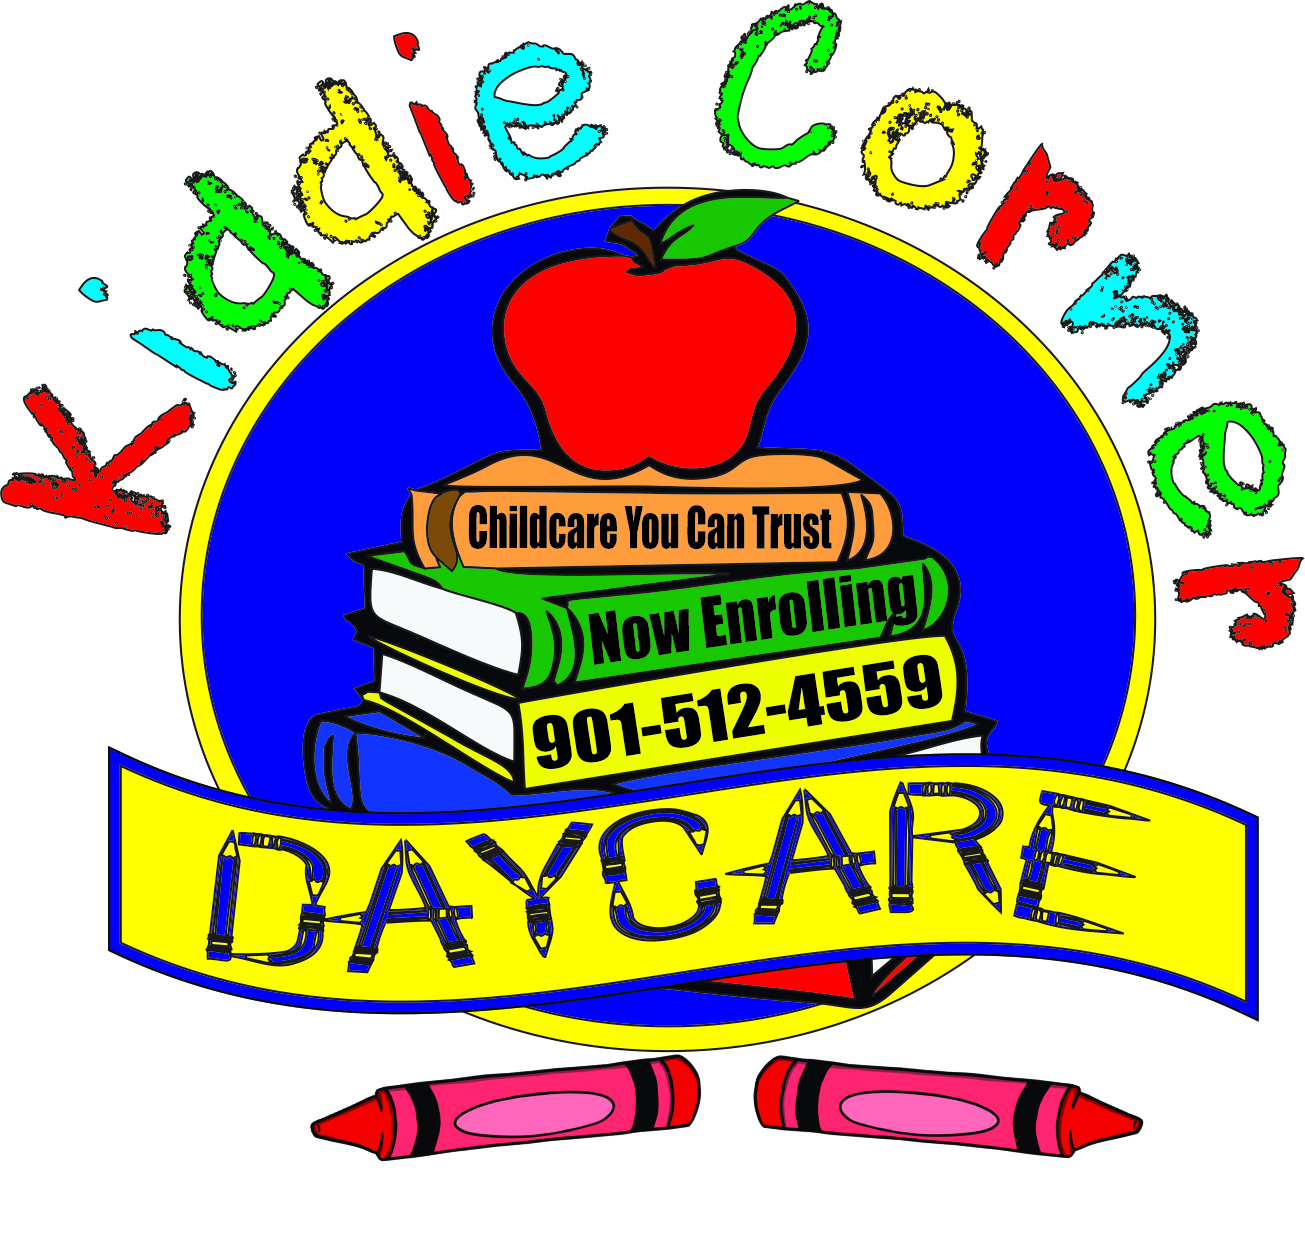 Kiddie Corner
Childcare You Can Trust
Now Enrolling
901-512-4559
DAYCARE